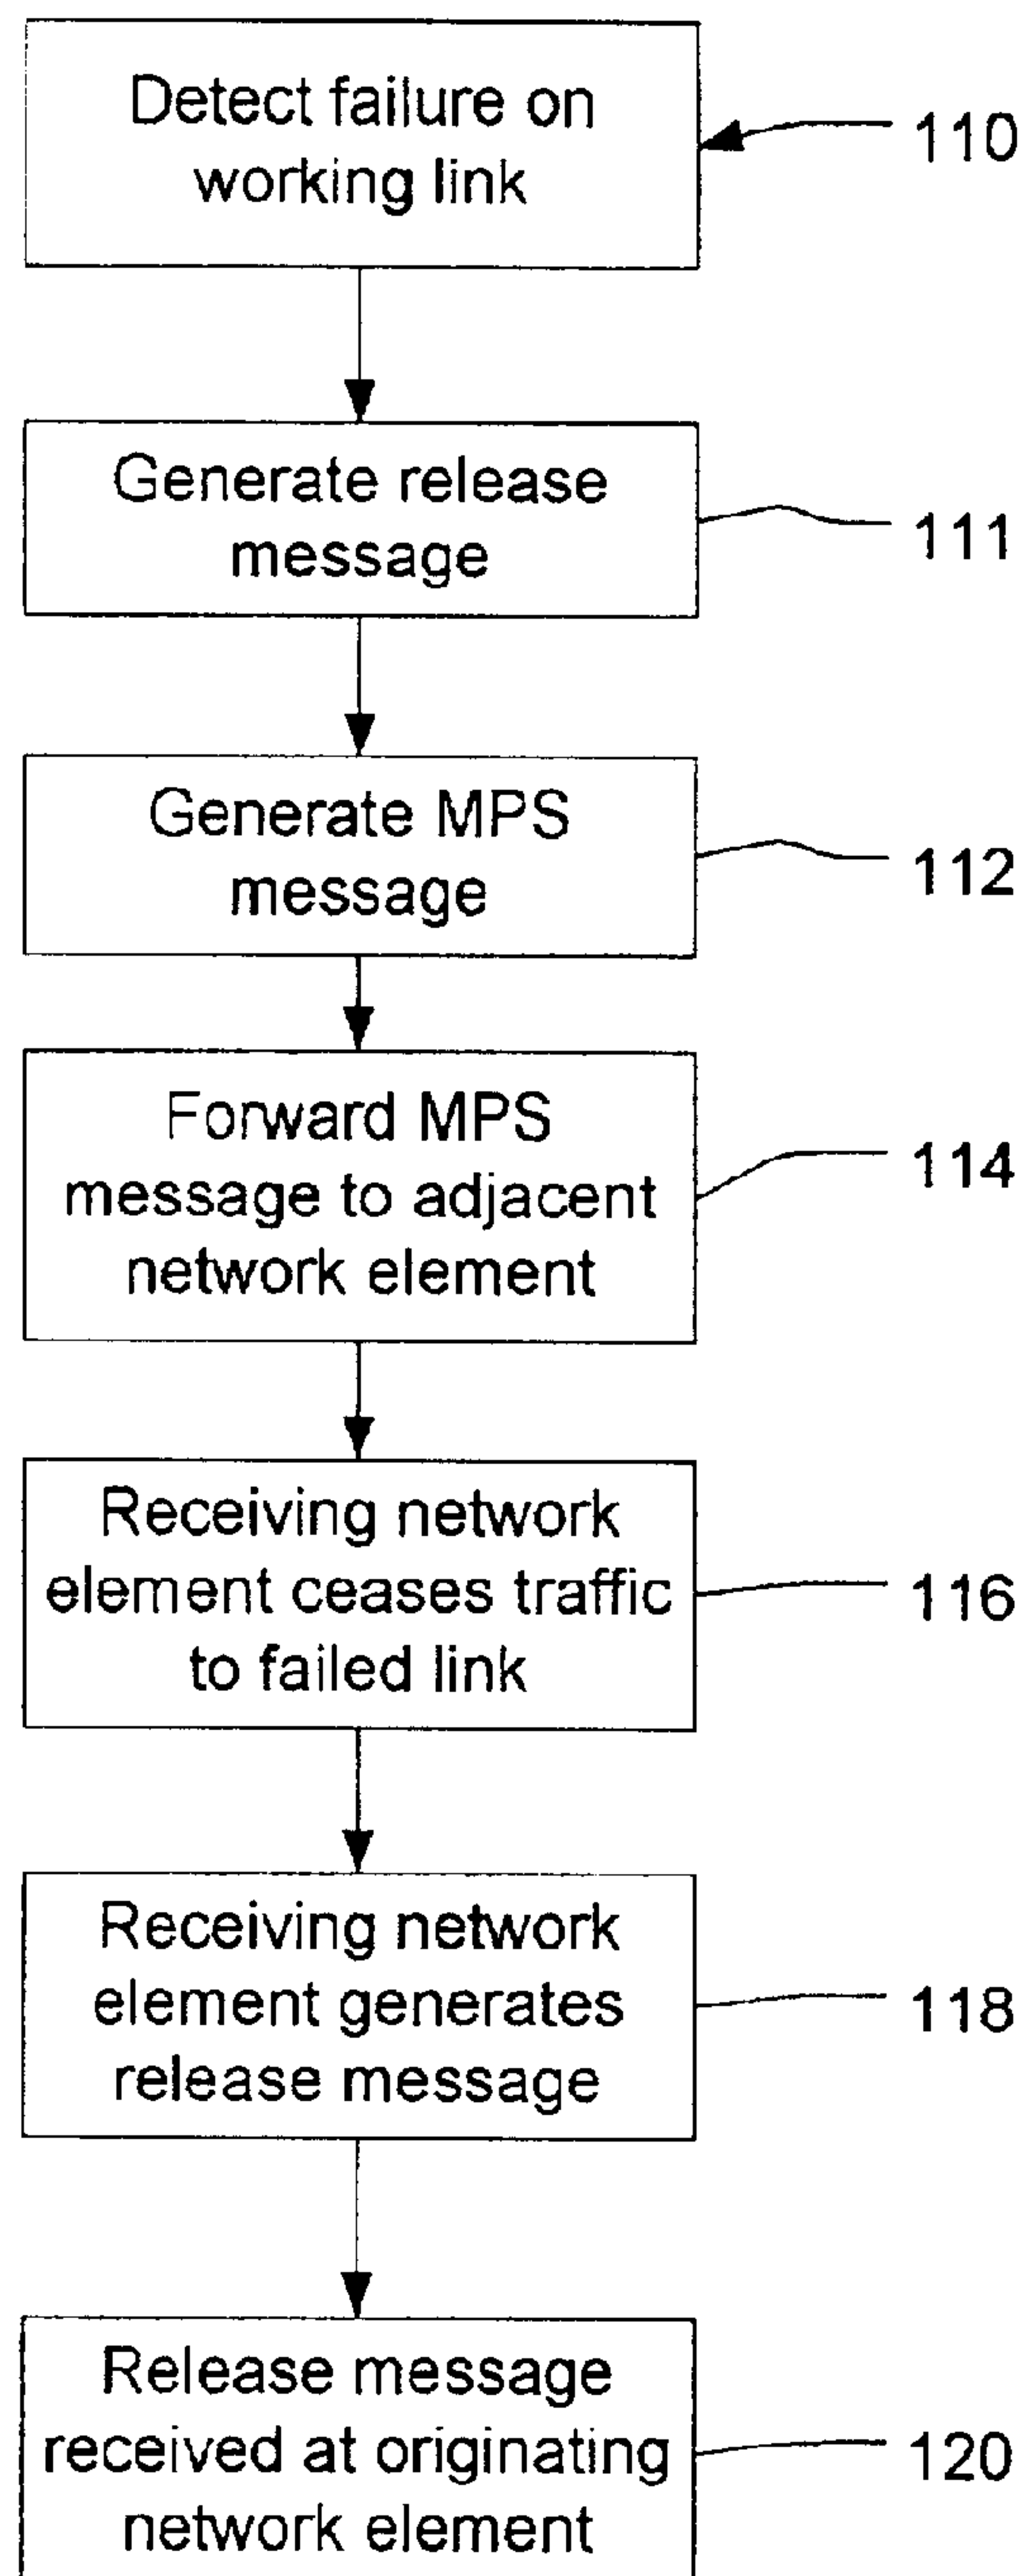 Detect failure on
working link
110
Generate release
message
111
Generate MPS
message
112
Forward MPS
message to adjacent
network element
114
Receiving network
element ceases traffic
to failed link
116
Receiving network
element generates
release message
118
Release message
received at originating
network element
120